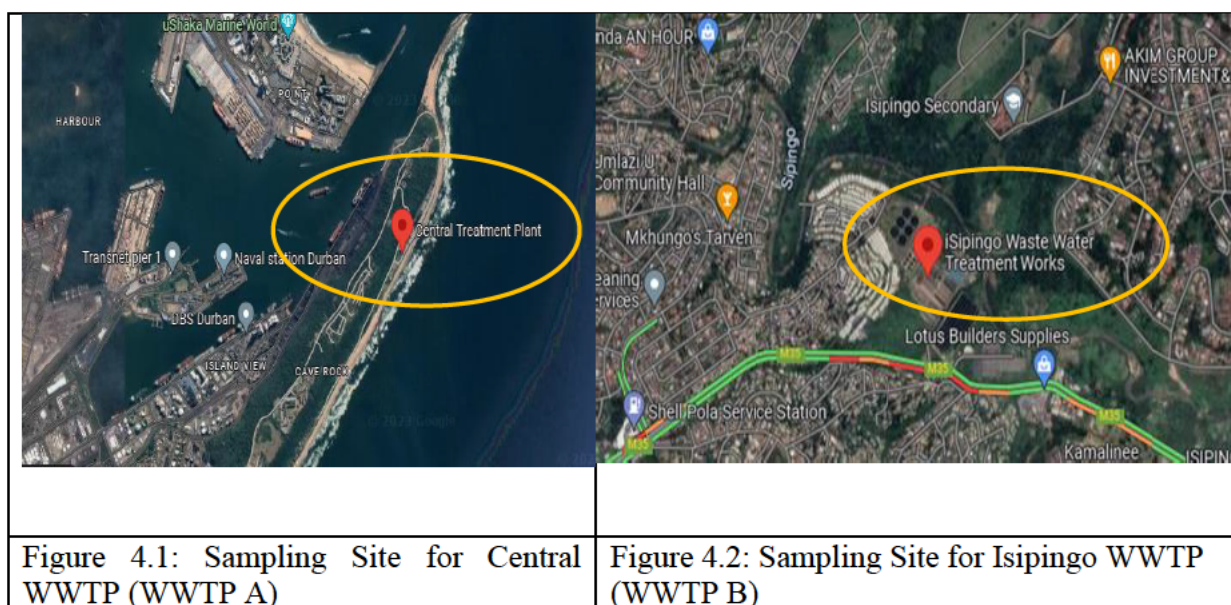 uShaka Marine World
POINT
HARBOUR
Central Treatment Plant
Transnet pier 1
Naval station Durban
DBS Durban
ISLAND VIEW
CAVE ROCK
nda AN HOUR
AKIM GROUP
INVESTMENT&
Isipingo Secondary
Sipingo
Umlazi U
Community Hall
Mkhungo's Tarven
iSipingo Waste Water
Treatment Works
eaning
ervices
Lotus Builders Supplies
M35
M35
Shell Pola Service Station
M35
M35
Kamalinee
ISIPIN
Figure 4.1: Sampling Site for Central
WWTP (WWTP A)
Figure 4.2: Sampling Site for Isipingo WWTP
(WWTP B)